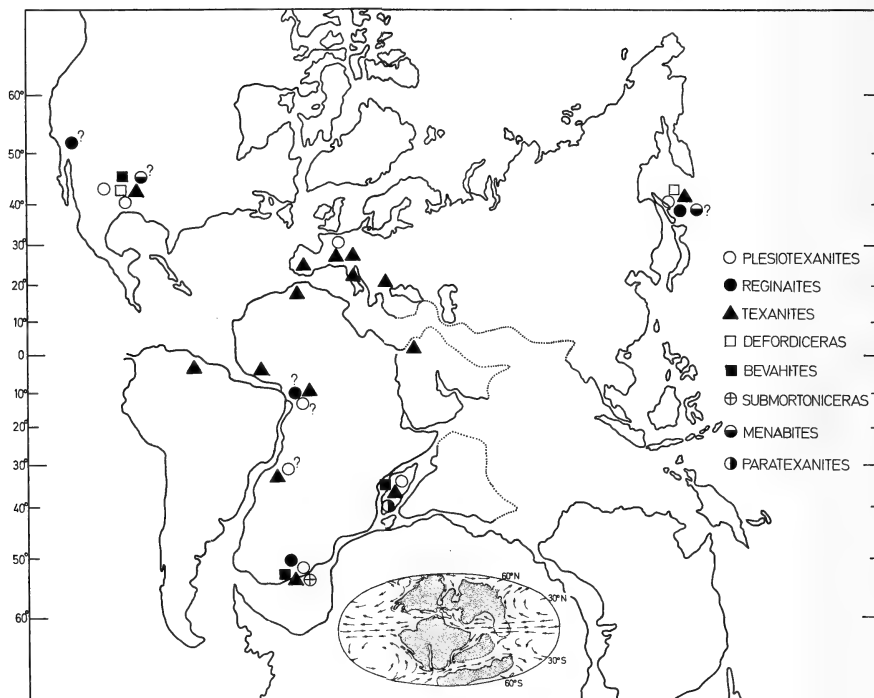 60°
50°
40°
30°
20°
10°
0
10°
20°
30°
40°
50°
60°
?
?
?
?
?
?
PLESIOTEXANITES
REGINAITES
TEXANITES
DEFORDICERAS
BEVAHITES
SUBMORTONICERAS
MENABITES
PARATEXANITES
60°N
30°N
30°S
60°S